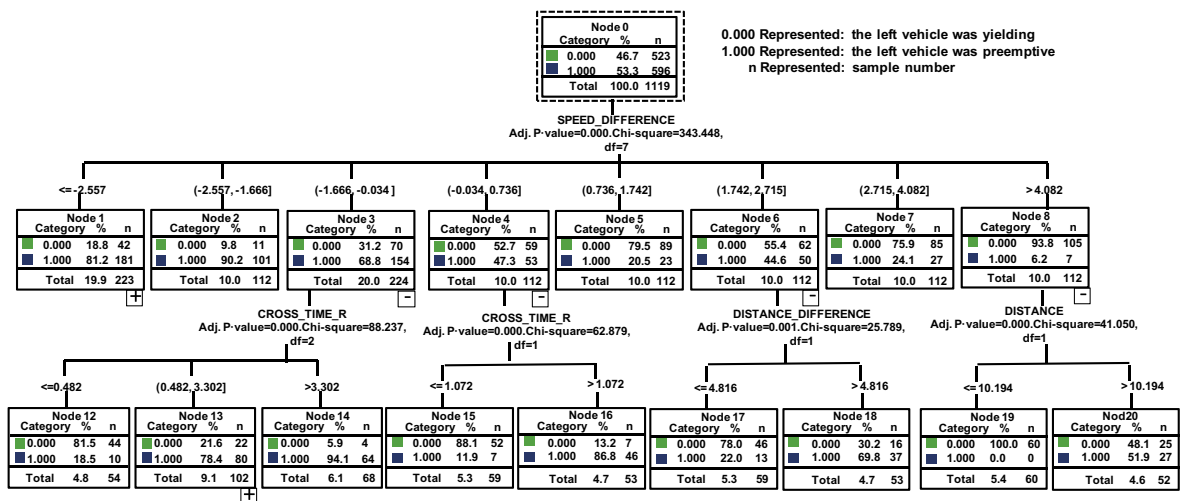 Node 0
Category % n
0.000 46.7 523
1.000 53.3 596
Total 100.0 1119
0.000 Represented: the left vehicle was yielding
1.000 Represented: the left vehicle was preemptive
n Represented: sample number
SPEED_DIFFERENCE
Adj. P-value=0.000.Chi-square=343.448,
df=7
<=-2.557
(-2.557, -1.666]
(-1.666, -0.034 ]
(-0.034, 0.736]
(0.736, 1.742]
(1.742, 2,715]
(2.715, 4.082]
> 4.082
Node 1
Category % n
0.000 18.8 42
1.000 81.2 181
Total 19.9 223
+
Node 2
Category % n
0.000 9.8 11
1.000 90.2 101
Total 10.0 112
Node 3
Category % n
0.000 31.2 70
1.000 68.8 154
Total 20.0 224
-
Node 4
Category % n
0.000 52.7 59
1.000 47.3 53
Total 10.0 112
-
Node 5
Category % n
0.000 79.5 89
1.000 20.5 23
Total 10.0 112
Node 6
Category % n
0.000 55.4 62
1.000 44.6 50
Total 10.0 112
-
Node 7
Category % n
0.000 75.9 85
1.000 24.1 27
Total 10.0 112
Node 8
Category % n
0.000 93.8 105
1.000 6.2 7
Total 10.0 112
-
CROSS_TIME_R
Adj. P-value=0.000.Chi-square=88.237,
df=2
CROSS_TIME_R
Adj. P-value=0.000.Chi-square=62.879,
df=1
DISTANCE_DIFFERENCE
Adj. P-value=0.001.Chi-square=25.789,
df=1
DISTANCE
Adj. P-value=0.000.Chi-square=41.050,
df=1
<=0.482
(0.482, 3.302]
>3.302
<=1.072
> 1.072
<=4.816
> 4.816
<=10.194
> 10.194
Node 12
Category % n
0.000 81.5 44
1.000 18.5 10
Total 4.8 54
Node 13
Category % n
0.000 21.6 22
1.000 78.4 80
Total 9.1 102
+
Node 14
Category % n
0.000 5.9 4
1.000 94.1 64
Total 6.1 68
Node 15
Category % n
0.000 88.1 52
1.000 11.9 7
Total 5.3 59
Node 16
Category % n
0.000 13.2 7
1.000 86.8 46
Total 4.7 53
Node 17
Category % n
0.000 78.0 46
1.000 22.0 13
Total 5.3 59
Node 18
Category % n
0.000 30.2 16
1.000 69.8 37
Total 4.7 53
Node 19
Category % n
0.000 100.0 60
1.000 0.0 0
Total 5.4 60
Nod20
Category % n
0.000 48.1 25
1.000 51.9 27
Total 4.6 52